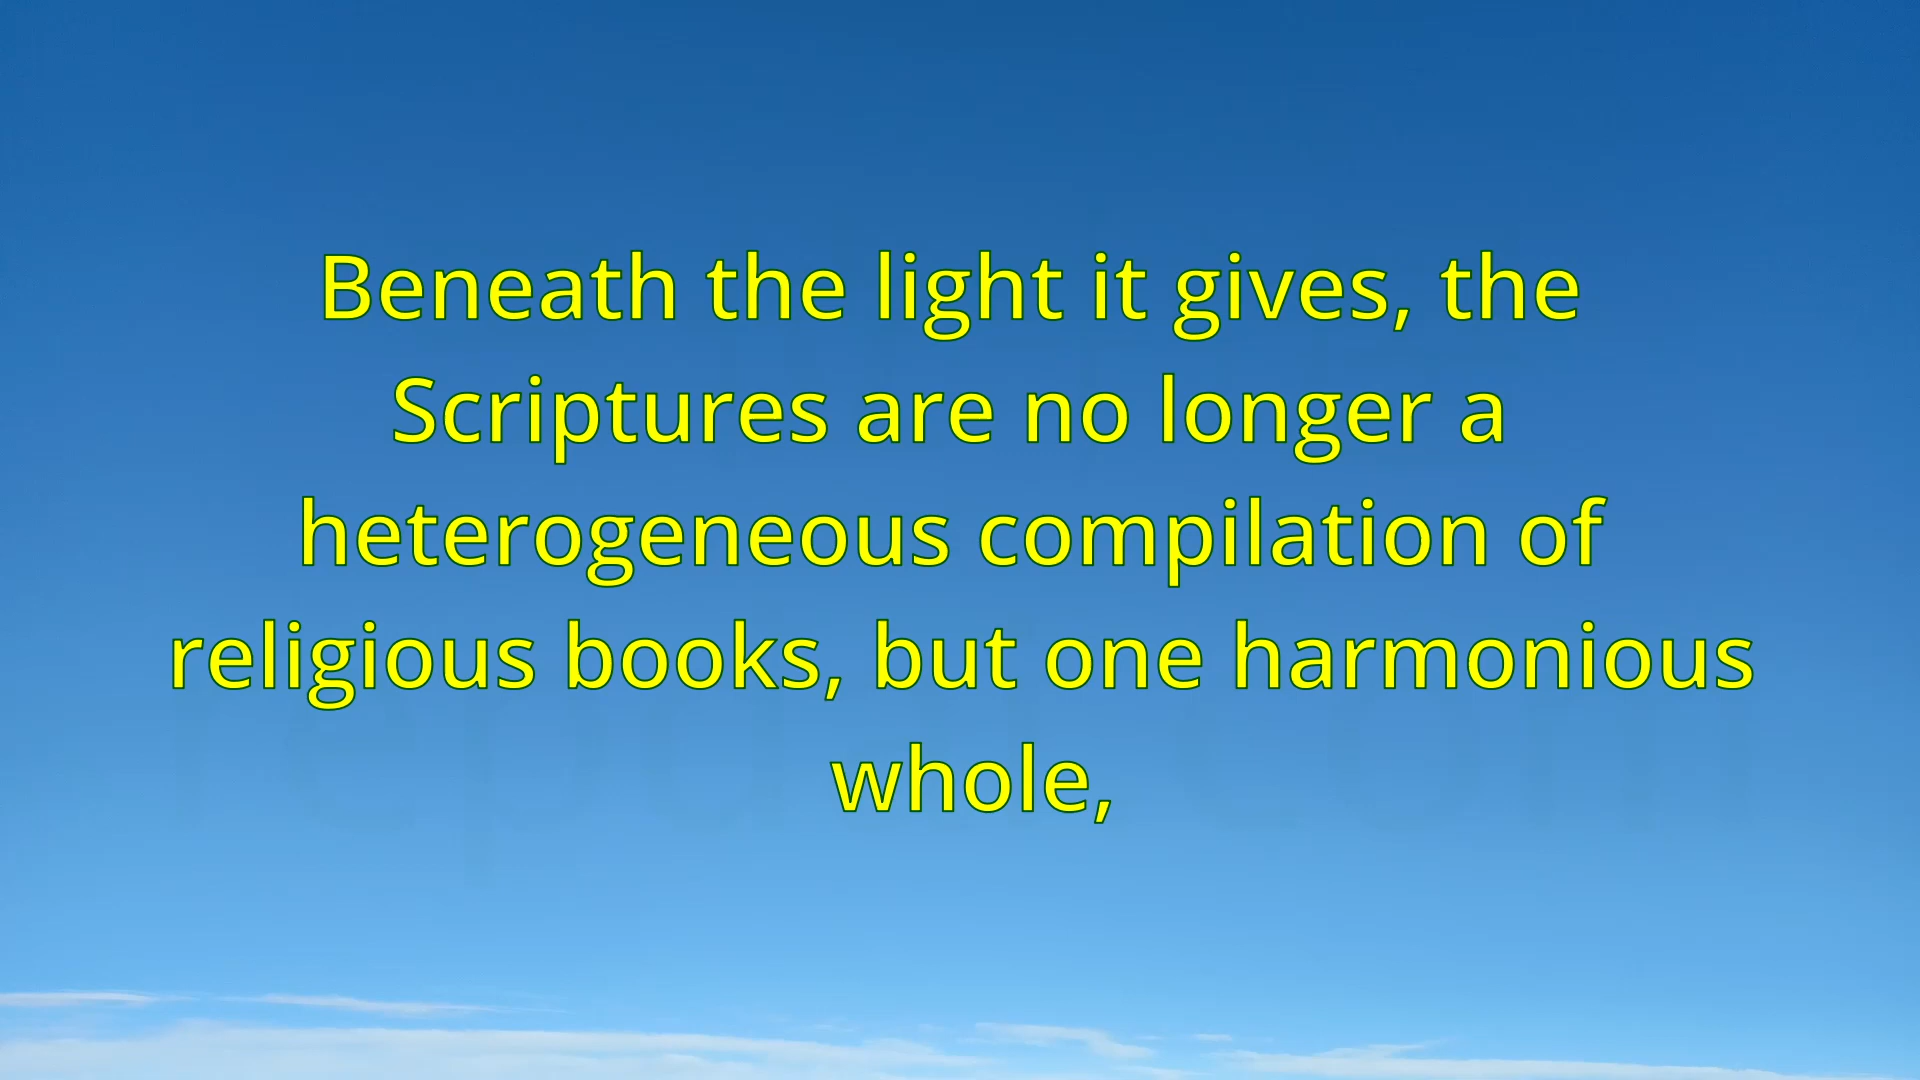 Beneath the light it gives, the
Scriptures are no longer a
heterogeneous compilation of
religious books, but one harmonious
whole,